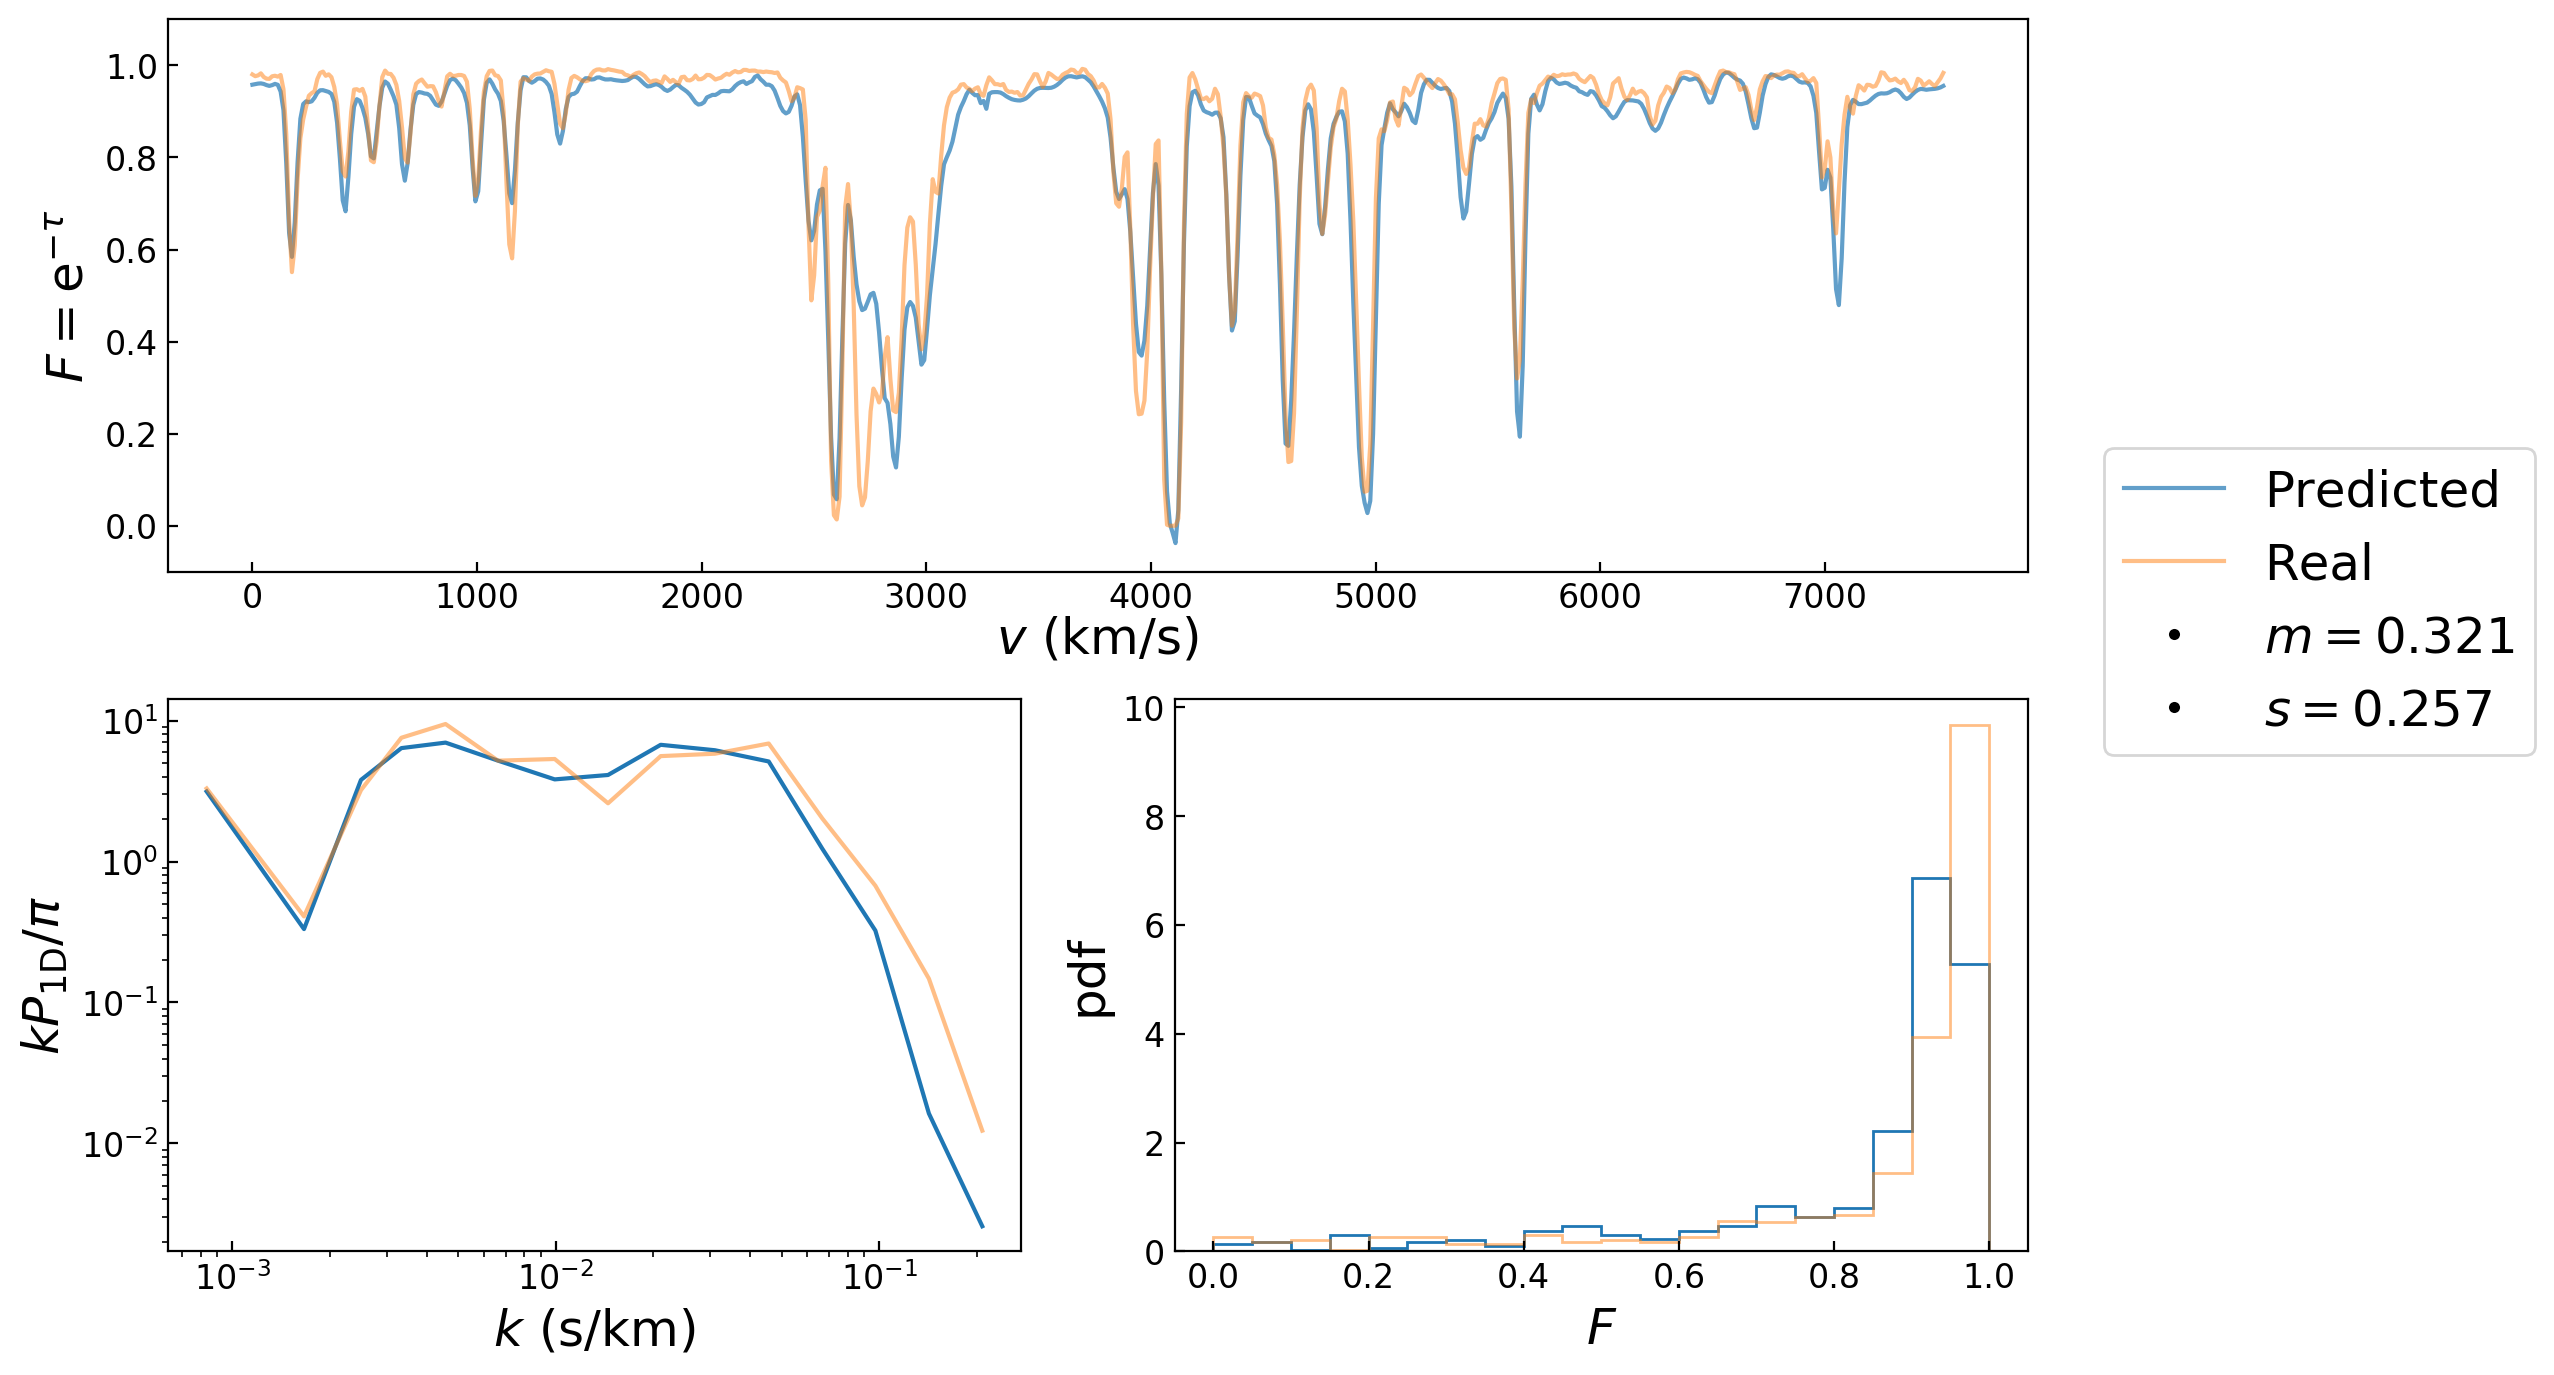 F = e^{-τ}
1.0
0.8
0.6
0.4
0.2
0.0
0 1000 2000 3000 4000 5000 6000 7000
v (km/s)
Predicted
Real
m = 0.321
s = 0.257
kP_{1D}/π
10^1
10^0
10^{-1}
10^{-2}
10^{-3} 10^{-2} 10^{-1}
k (s/km)
pdf
10
8
6
4
2
0
0.0 0.2 0.4 0.6 0.8 1.0
F